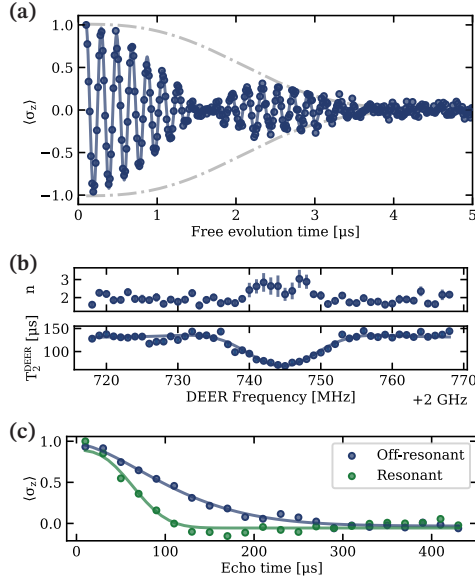 (a)
1.0
0.5
0.0
−0.5
−1.0
⟨σz⟩
0 1 2 3 4 5
Free evolution time [μs]
(b)
3
2
n
150
100
T₂^DEER [μs]
720 730 740 750 760 770
DEER Frequency [MHz]
+2 GHz
(c)
1.0
0.5
0.0
⟨σz⟩
Off-resonant
Resonant
0 100 200 300 400
Echo time [μs]